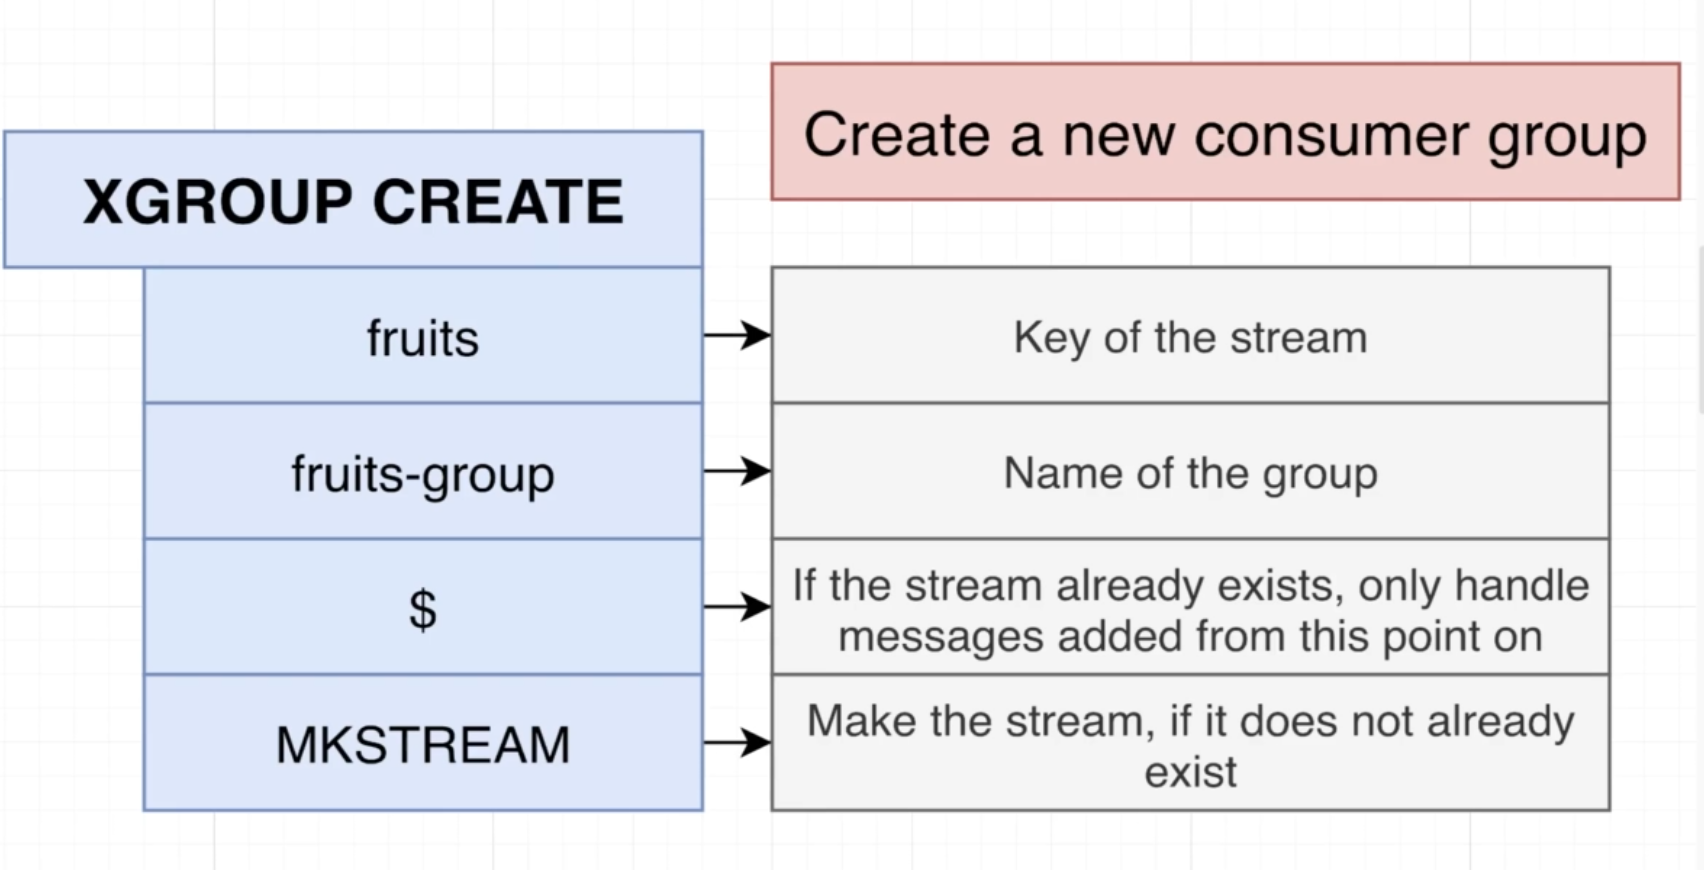 Create a new consumer group
XGROUP CREATE
fruits
Key of the stream
fruits-group
Name of the group
$
If the stream already exists, only handle
messages added from this point on
MKSTREAM
Make the stream, if it does not already
exist